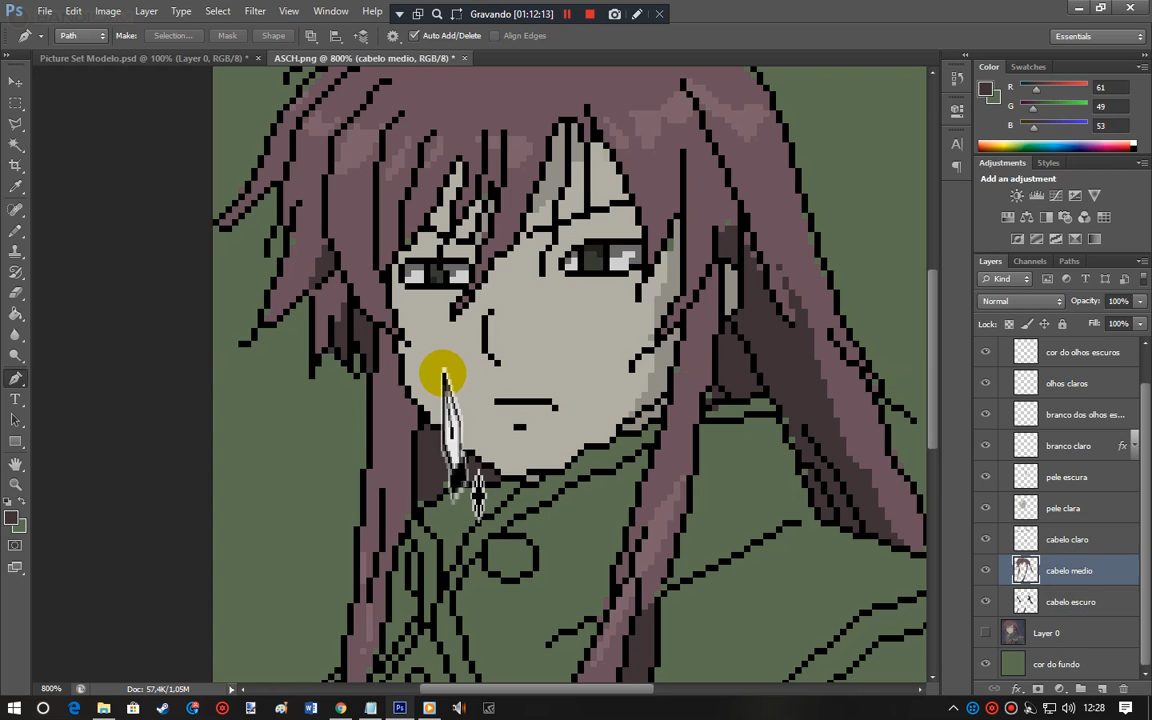 Ps File Edit Image Layer Type Select Filter View Window Help
Gravando [01:12:13]
Path Make: Selection... Mask Shape Auto Add/Delete Align Edges Essentials
Picture Set Modelo.psd @ 100% (Layer 0, RGB/8) * × ASCH.png @ 800% (cabelo medio, RGB/8) * ×
Color Swatches
R 61
G 49
B 53
Adjustments Styles
Add an adjustment
Layers Channels Paths
Kind
Normal Opacity: 100%
Lock: Fill: 100%
cor do olhos escuros
olhos claros
branco dos olhos es...
branco claro fx
pele escura
pele clara
cabelo claro
cabelo medio
cabelo escuro
Layer 0
cor do fundo
800% Doc: 57,4K/1,05M
12:28